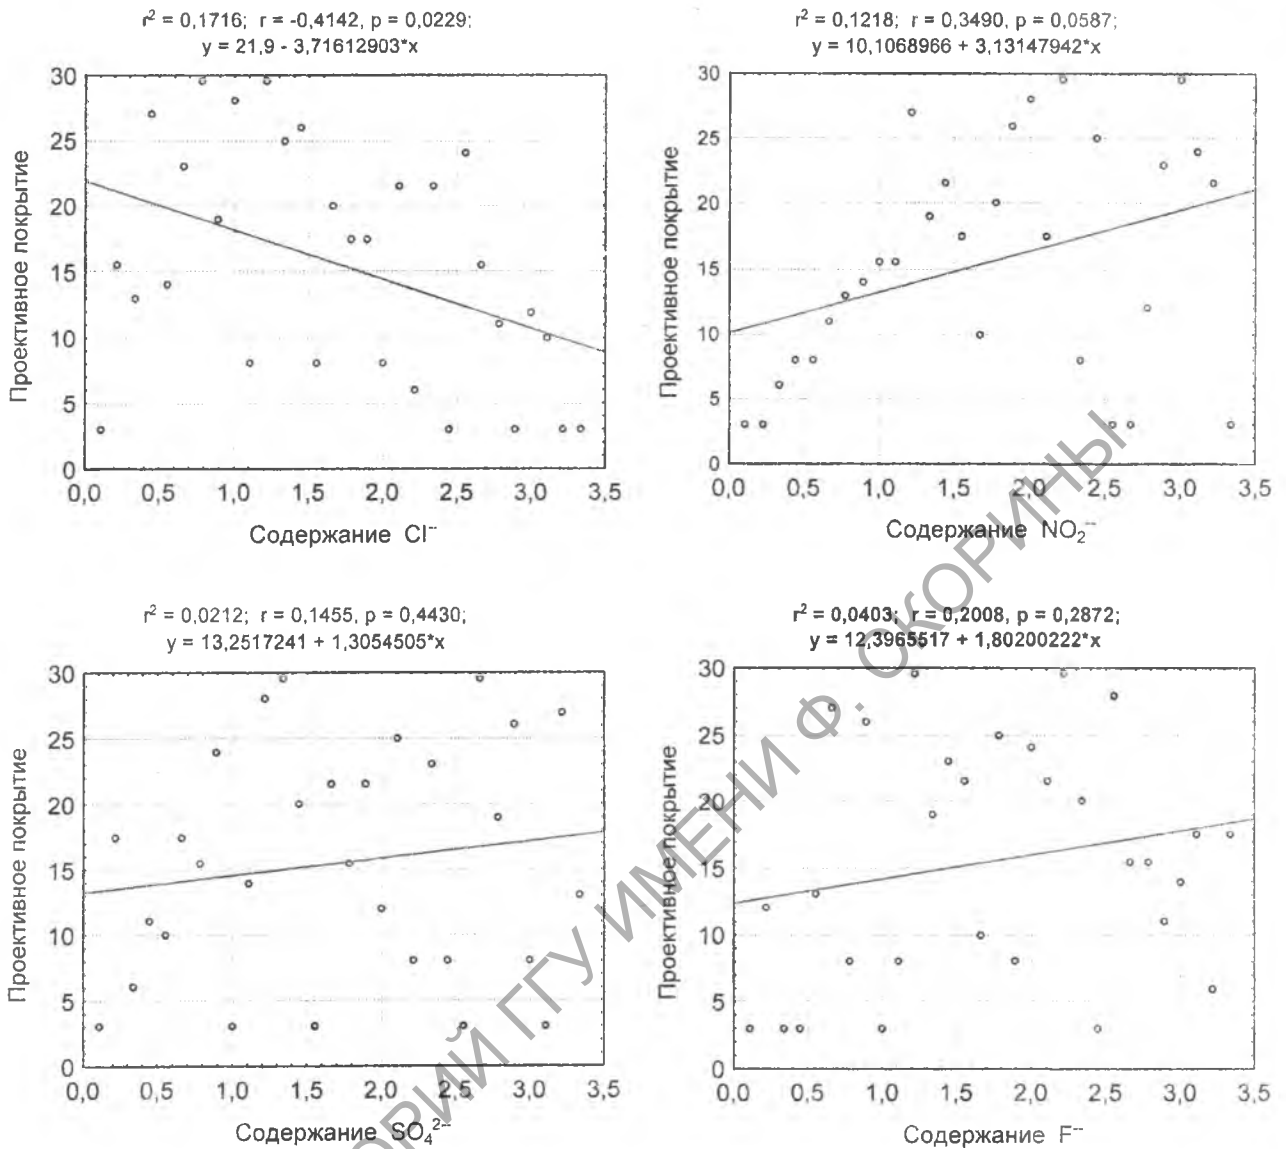 r² = 0,1716; r = -0,4142, p = 0,0229;
y = 21,9 - 3,71612903*x
Проективное покрытие
30
25
20
15
10
5
0
0,0 0,5 1,0 1,5 2,0 2,5 3,0 3,5
Содержание Cl⁻
r² = 0,1218; r = 0,3490, p = 0,0587;
y = 10,1068966 + 3,13147942*x
Проективное покрытие
30
25
20
15
10
5
0
0,0 0,5 1,0 1,5 2,0 2,5 3,0 3,5
Содержание NO₂⁻
r² = 0,0212; r = 0,1455, p = 0,4430;
y = 13,2517241 + 1,3054505*x
Проективное покрытие
30
25
20
15
10
5
0
0,0 0,5 1,0 1,5 2,0 2,5 3,0 3,5
Содержание SO₄²⁻
r² = 0,0403; r = 0,2008, p = 0,2872;
y = 12,3965517 + 1,80200222*x
Проективное покрытие
30
25
20
15
10
5
0
0,0 0,5 1,0 1,5 2,0 2,5 3,0 3,5
Содержание F⁻
ОРИЙ ГГУ ИМЕНИ Ф. СКОРИНЫ